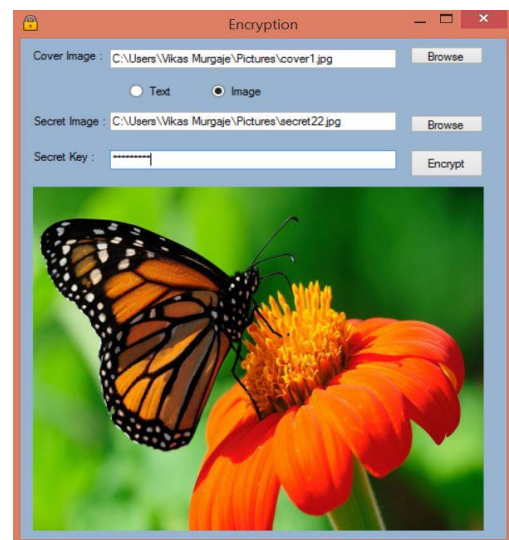 Encryption
Cover Image : C:\Users\Vikas Murgaje\Pictures\cover1.jpg Browse
Text Image
Secret Image : C:\Users\Vikas Murgaje\Pictures\secret22.jpg Browse
Secret Key : ********* Encrypt